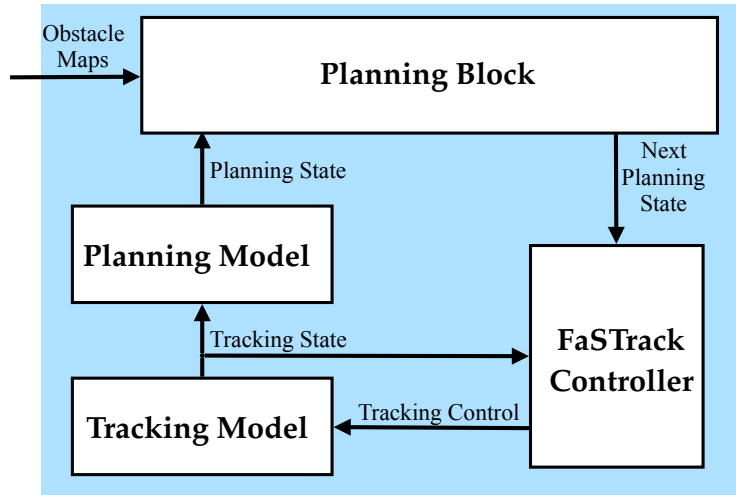 Obstacle
Maps
Planning Block
Planning State
Next
Planning
State
Planning Model
Tracking State
FaSTrack
Controller
Tracking Control
Tracking Model